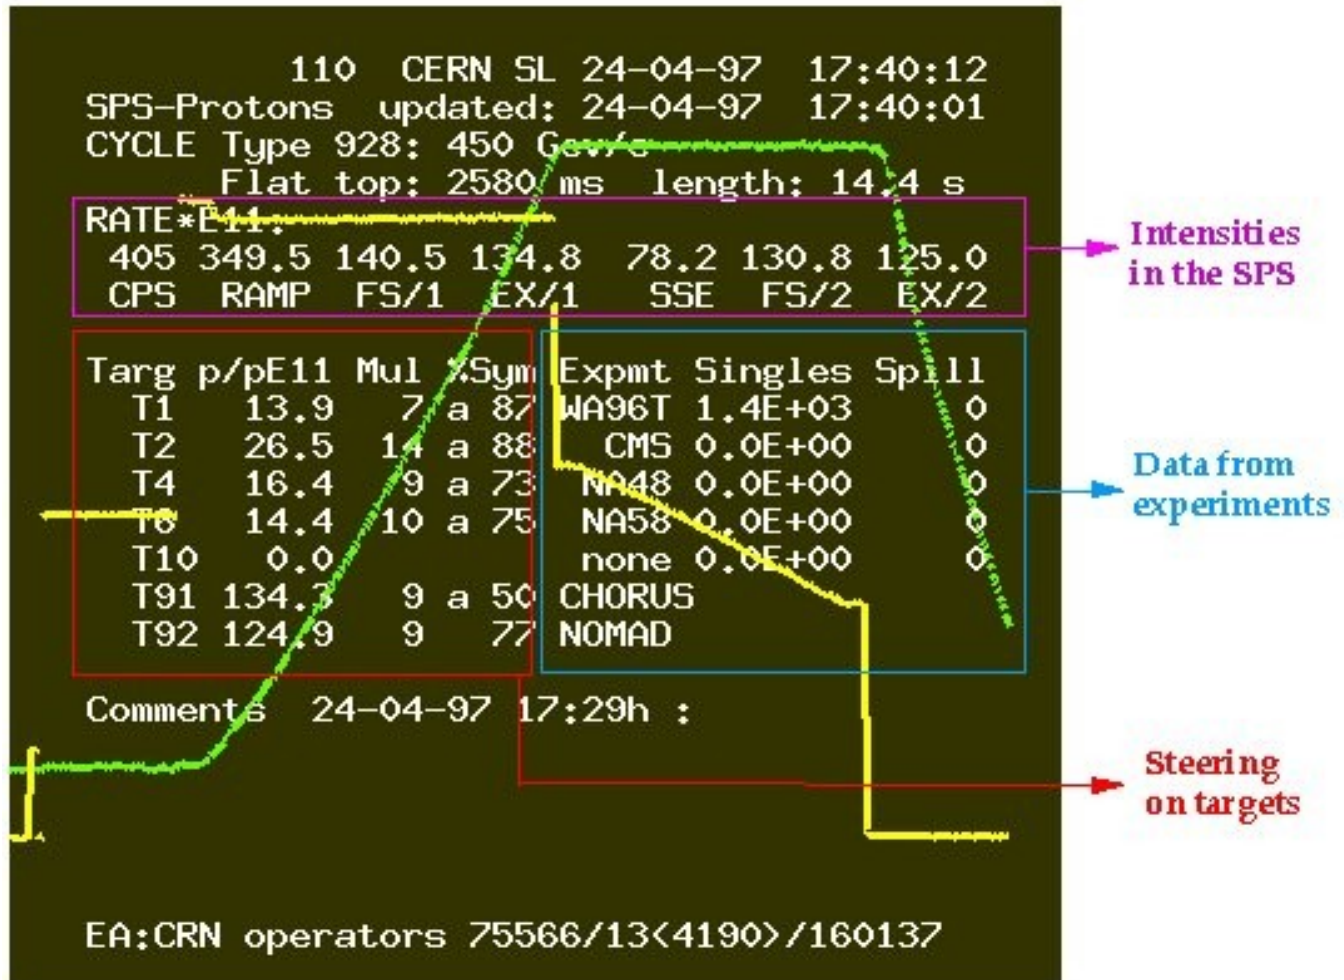 110 CERN SL 24-04-97 17:40:12
SPS-Protons updated: 24-04-97 17:40:01
CYCLE Type 928: 450 Gev/c
Flat top: 2580 ms length: 14.4 s
RATE*E11:
405 349.5 140.5 134.8 78.2 130.8 125.0
CPS RAMP FS/1 EX/1 SSE FS/2 EX/2
Intensities
in the SPS
Targ p/pE11 Mul %Sym Expmt Singles Spill
T1 13.9 7 a 87 WA96T 1.4E+03 0
T2 26.5 14 a 88 CMS 0.0E+00 0
T4 16.4 9 a 73 NA48 0.0E+00 0
T6 14.4 10 a 75 NA58 0.0E+00 0
T10 0.0 none 0.0E+00 0
T91 134.3 9 a 50 CHORUS
T92 124.9 9 77 NOMAD
Data from
experiments
Comments 24-04-97 17:29h :
Steering
on targets
EA:CRN operators 75566/13<4190>/160137